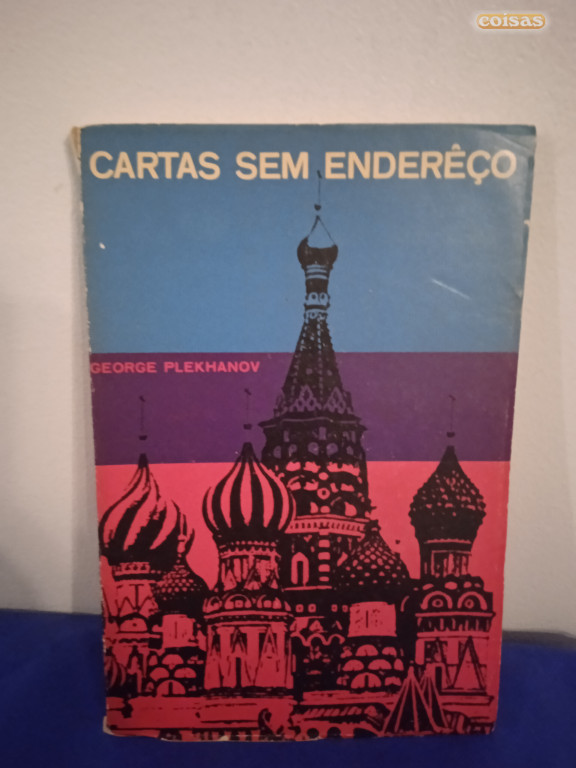 coisas
CARTAS SEM ENDERÊÇO
GEORGE PLEKHANOV